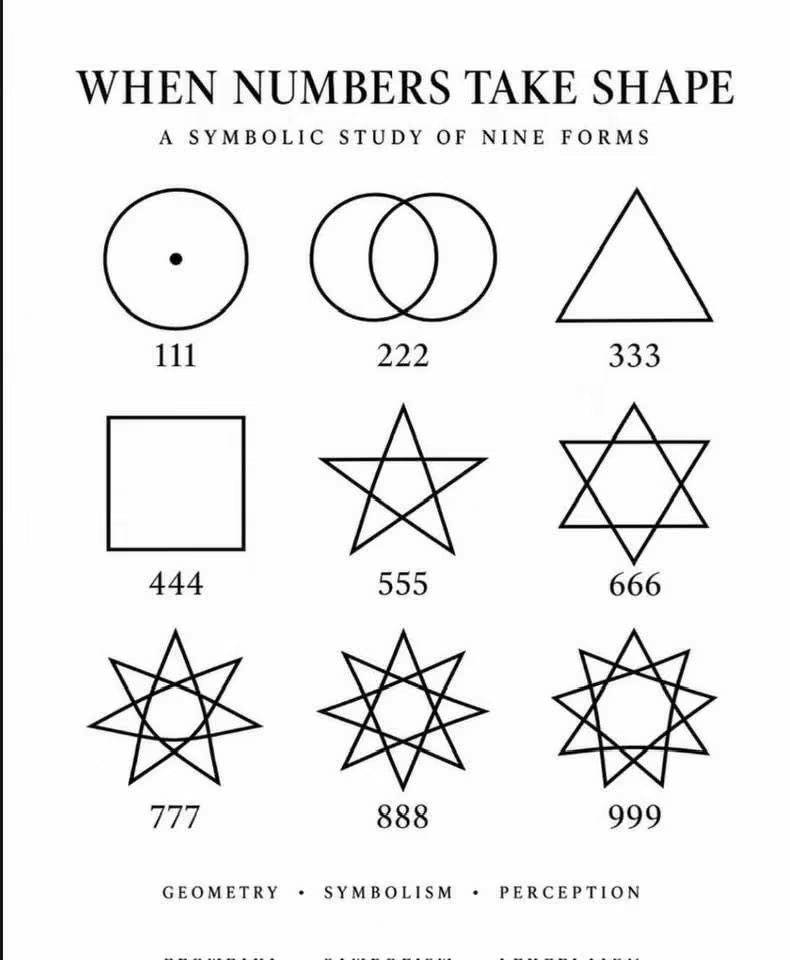 WHEN NUMBERS TAKE SHAPE
A SYMBOLIC STUDY OF NINE FORMS
111 222 333
444 555 666
777 888 999
GEOMETRY • SYMBOLISM • PERCEPTION